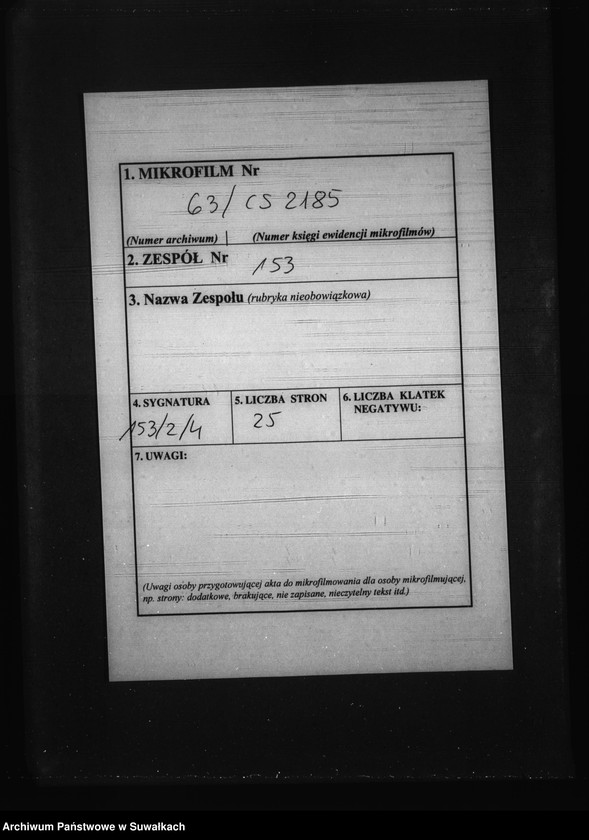 1. MIKROFILM Nr
63/ CS 2185
(Numer archiwum) (Numer księgi ewidencji mikrofilmów)
2. ZESPÓŁ Nr
153
3. Nazwa Zespołu (rubryka nieobowiązkowa)
4. SYGNATURA
153/2/4
5. LICZBA STRON
25
6. LICZBA KLATEK
NEGATYWU:
7. UWAGI:
(Uwagi osoby przygotowującej akta do mikrofilmowania dla osoby mikrofilmującej,
np. strony: dodatkowe, brakujące, nie zapisane, nieczytelny tekst itd.)
Archiwum Państwowe w Suwałkach